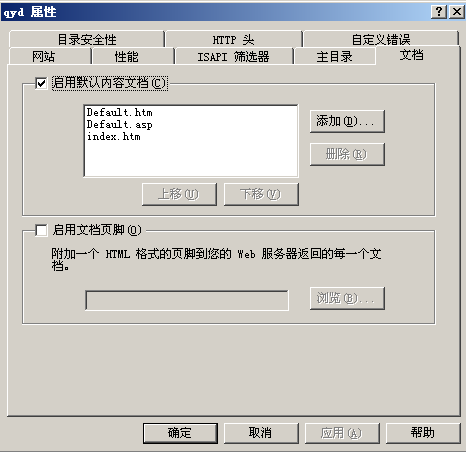 qyd 属性
目录安全性 HTTP 头 自定义错误
网站 性能 ISAPI 筛选器 主目录 文档
启用默认内容文档(C)
Default.htm
Default.asp
index.htm
添加(D)...
删除(R)
上移(U) 下移(V)
启用文档页脚(O)
附加一个 HTML 格式的页脚到您的 Web 服务器返回的每一个文
档。
浏览(B)...
确定 取消 应用(A) 帮助